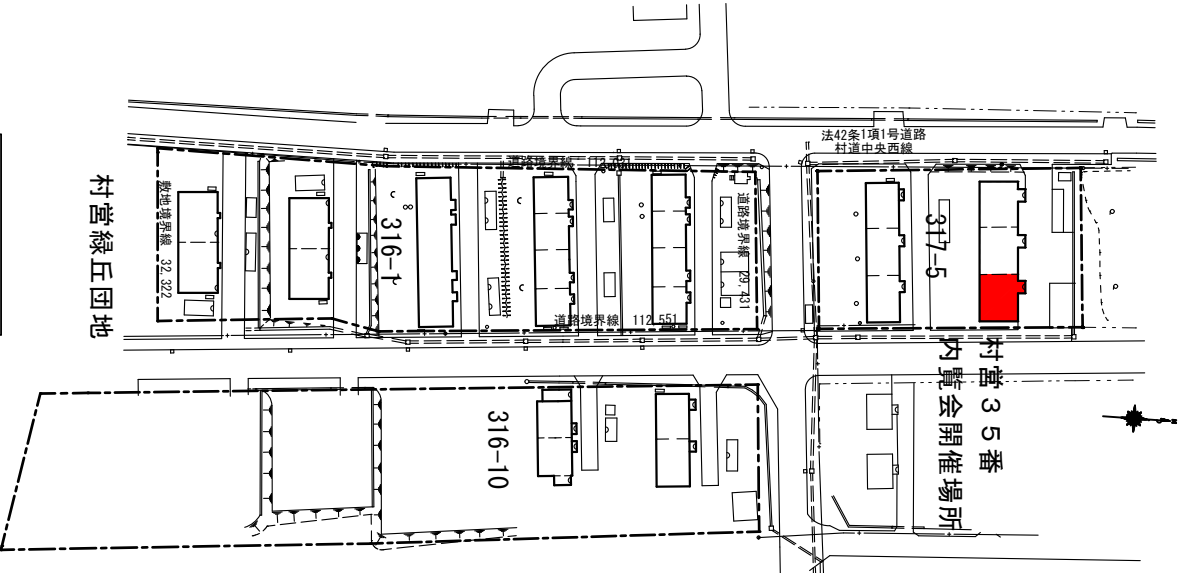 法42条1項1号道路
村道中央西線
道路境界線
村営緑丘団地
敷地境界線 32,322
316-1
道路境界線 29,431
道路境界線 112,551
317-5
村営35番
内覧会開催場所
316-10